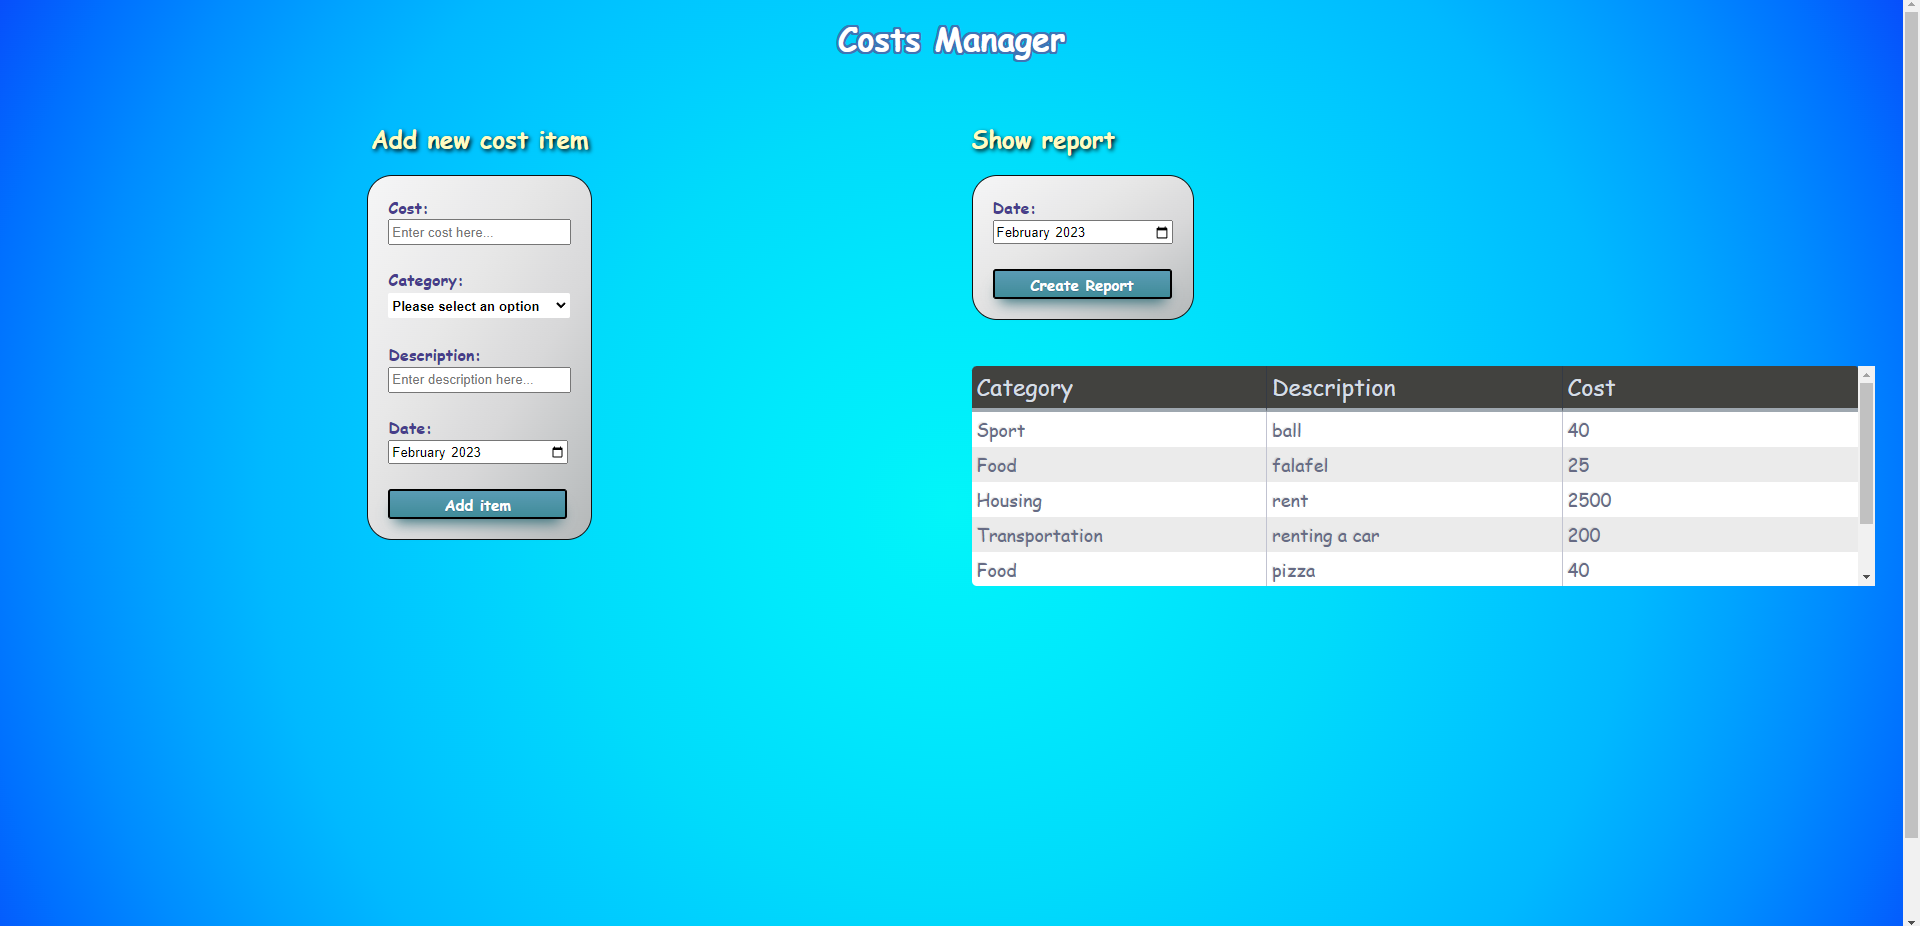 Costs Manager
Add new cost item
Cost:
Enter cost here...
Category:
Please select an option
Description:
Enter description here...
Date:
February 2023
Add item
Show report
Date:
February 2023
Create Report
Category Description Cost
Sport ball 40
Food falafel 25
Housing rent 2500
Transportation renting a car 200
Food pizza 40